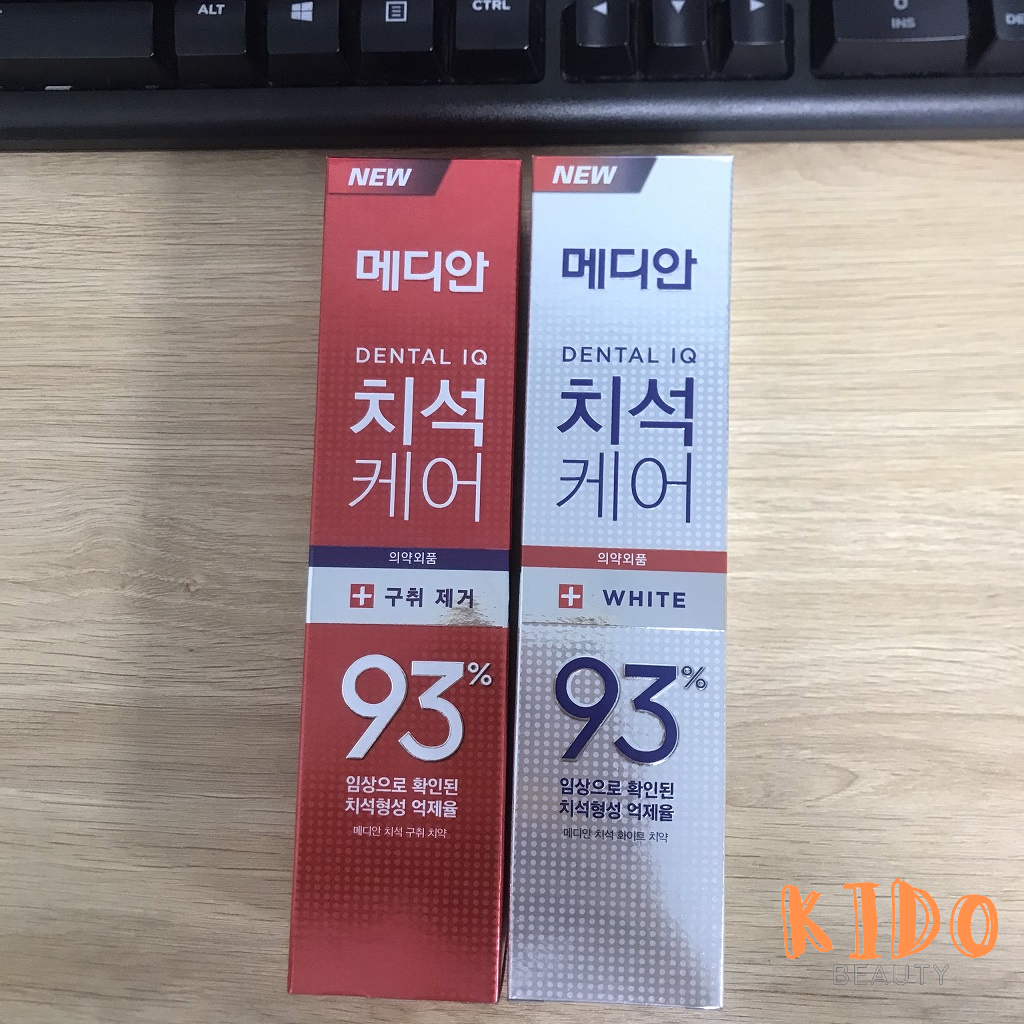 ALT
CTRL
INS
NEW
메디안
DENTAL IQ
치석
케어
의약외품
구취 제거
93%
임상으로 확인된
치석형성 억제율
메디안 치석 구취 치약
NEW
메디안
DENTAL IQ
치석
케어
의약외품
WHITE
93%
임상으로 확인된
치석형성 억제율
메디안 치석 화이트 치약
KIDO
BEAUTY